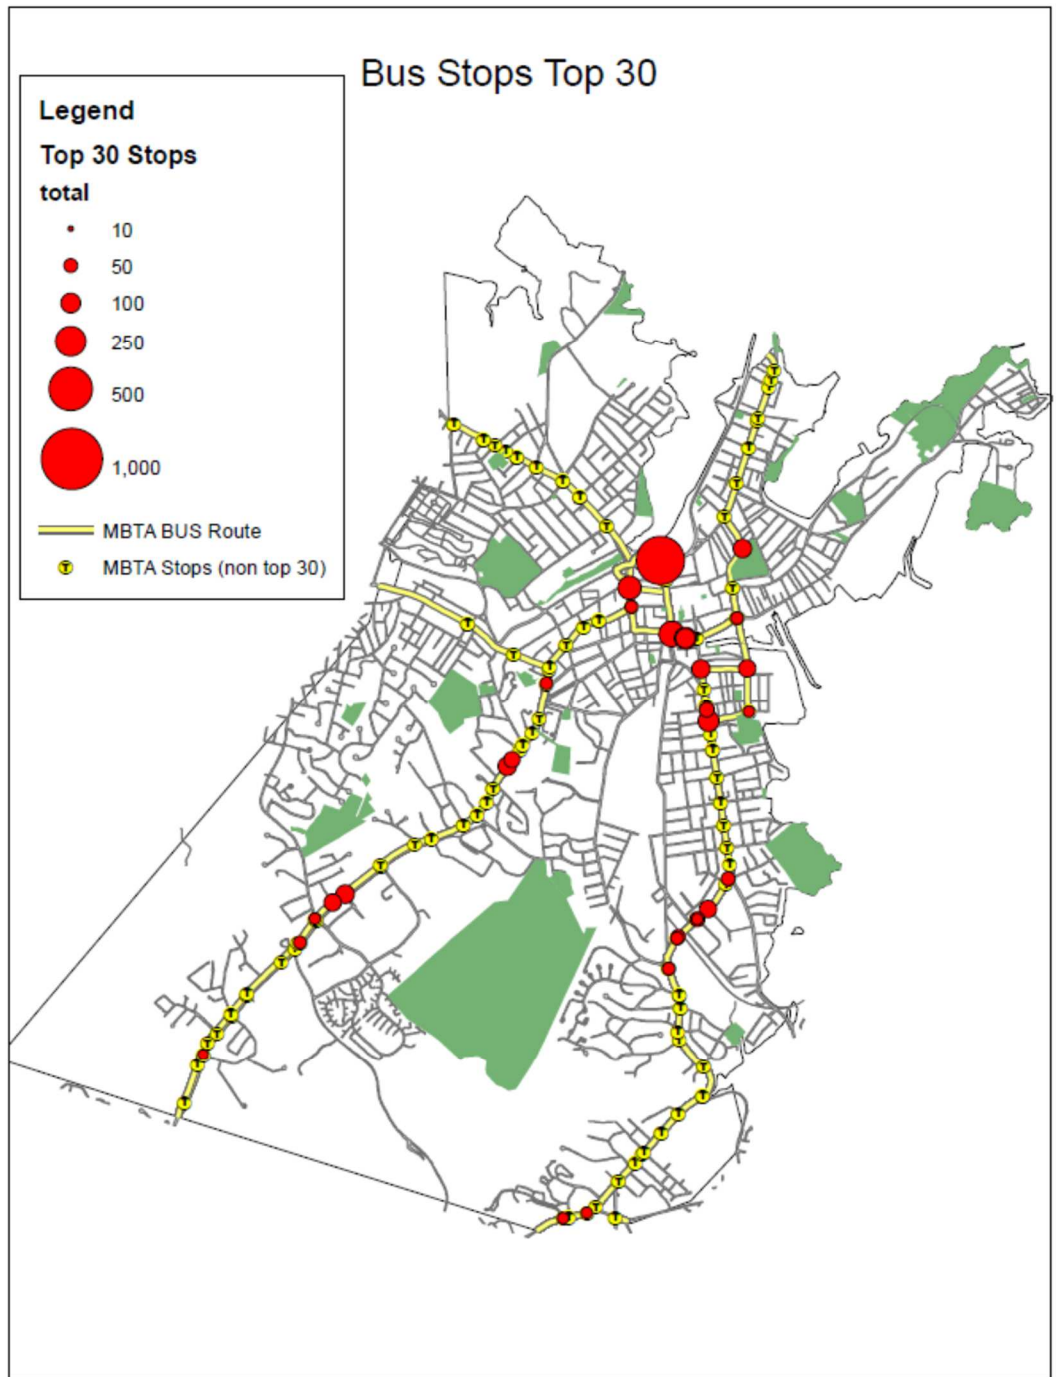 Bus Stops Top 30
Legend
Top 30 Stops
total
10
50
100
250
500
1,000
MBTA BUS Route
T MBTA Stops (non top 30)